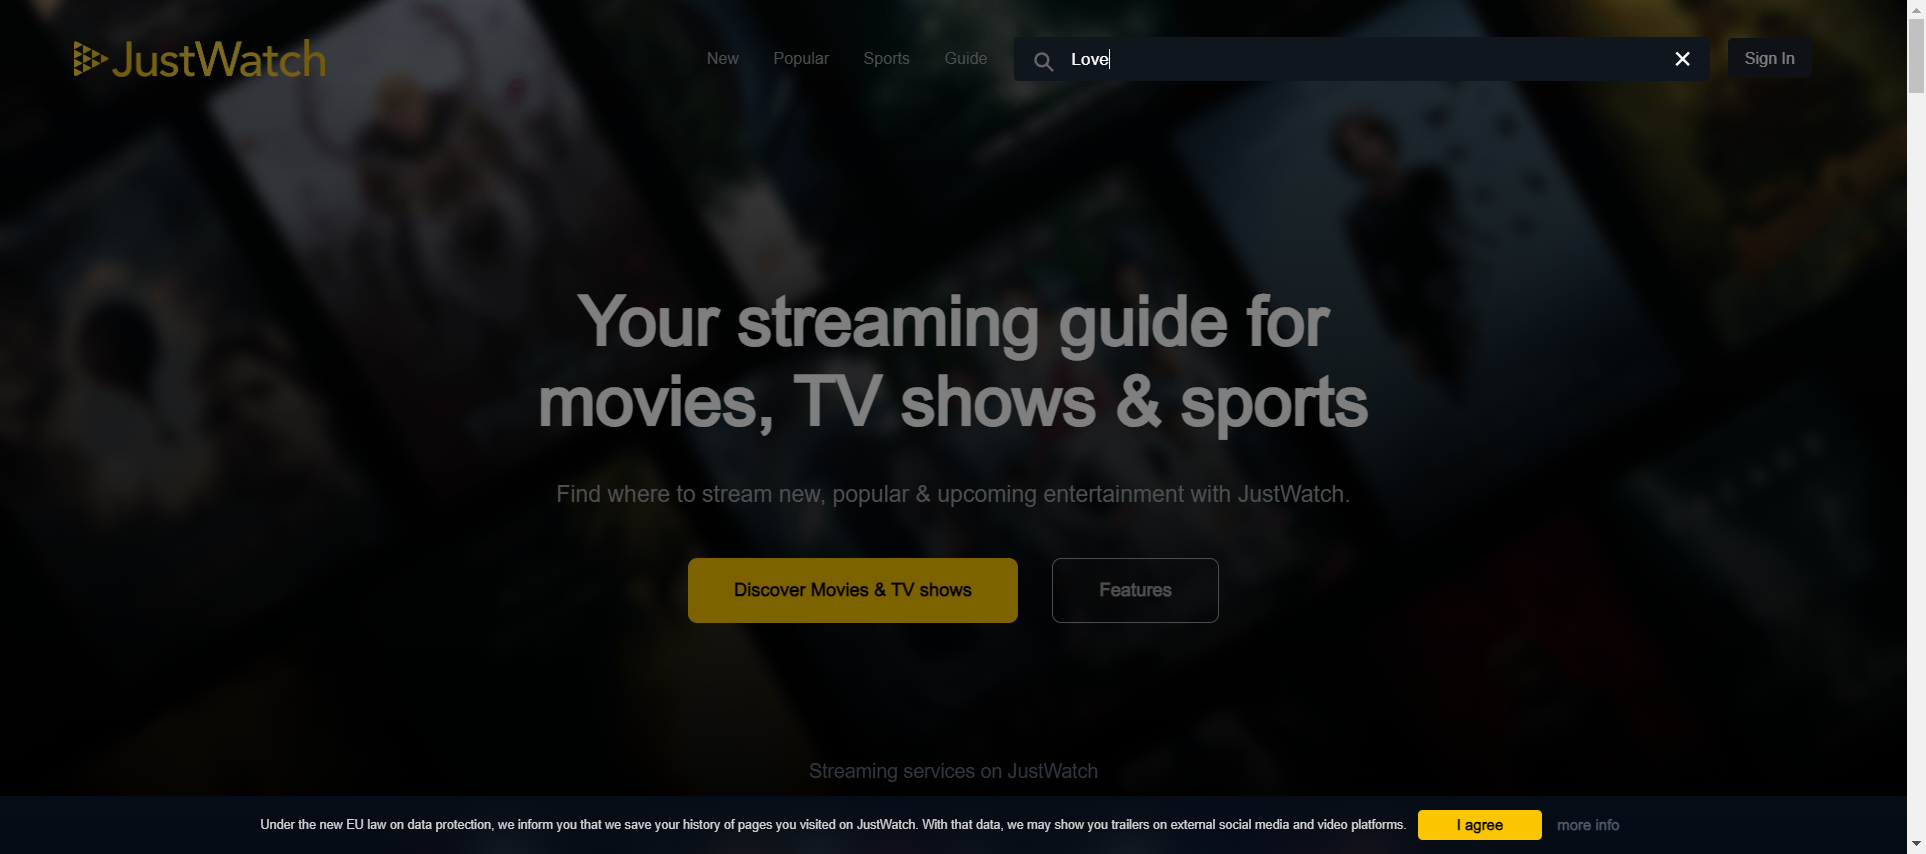 JustWatch
New
Popular
Sports
Guide
Love
Sign In
Your streaming guide for
movies, TV shows & sports
Find where to stream new, popular & upcoming entertainment with JustWatch.
Discover Movies & TV shows
Features
Streaming services on JustWatch
Under the new EU law on data protection, we inform you that we save your history of pages you visited on JustWatch. With that data, we may show you trailers on external social media and video platforms.
I agree
more info